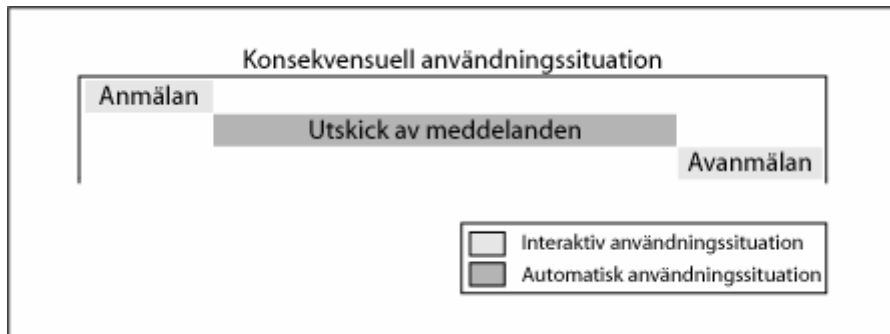 Konsekvensuell användningssituation
Anmälan
Utskick av meddelanden
Avanmälan
Interaktiv användningssituation
Automatisk användningssituation